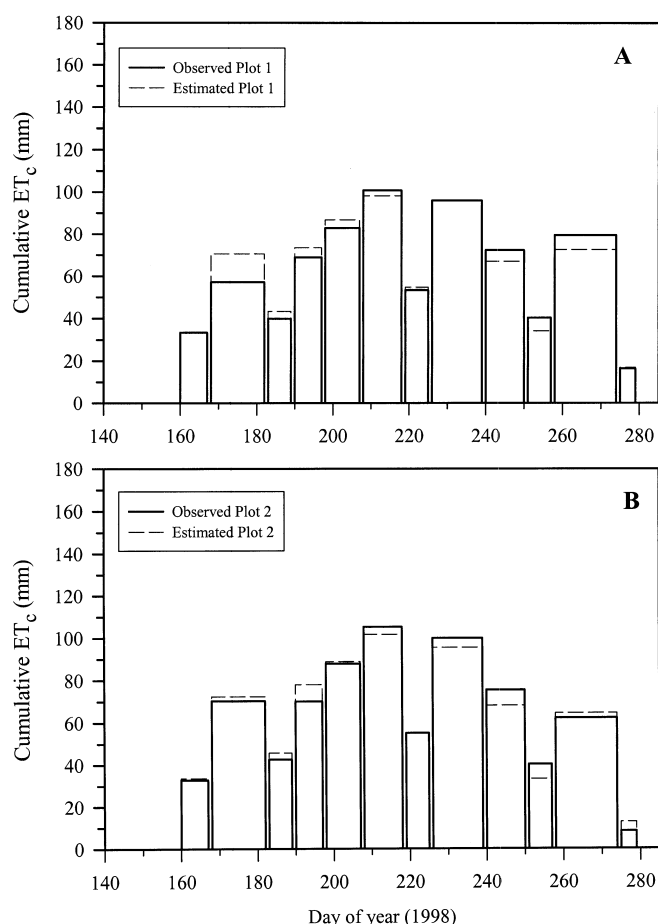 180
160
140
120
100
80
60
40
20
0
Cumulative ETc (mm)
Observed Plot 1
Estimated Plot 1
A
140 160 180 200 220 240 260 280
180
160
140
120
100
80
60
40
20
0
Cumulative ETc (mm)
Observed Plot 2
Estimated Plot 2
B
140 160 180 200 220 240 260 280
Day of year (1998)